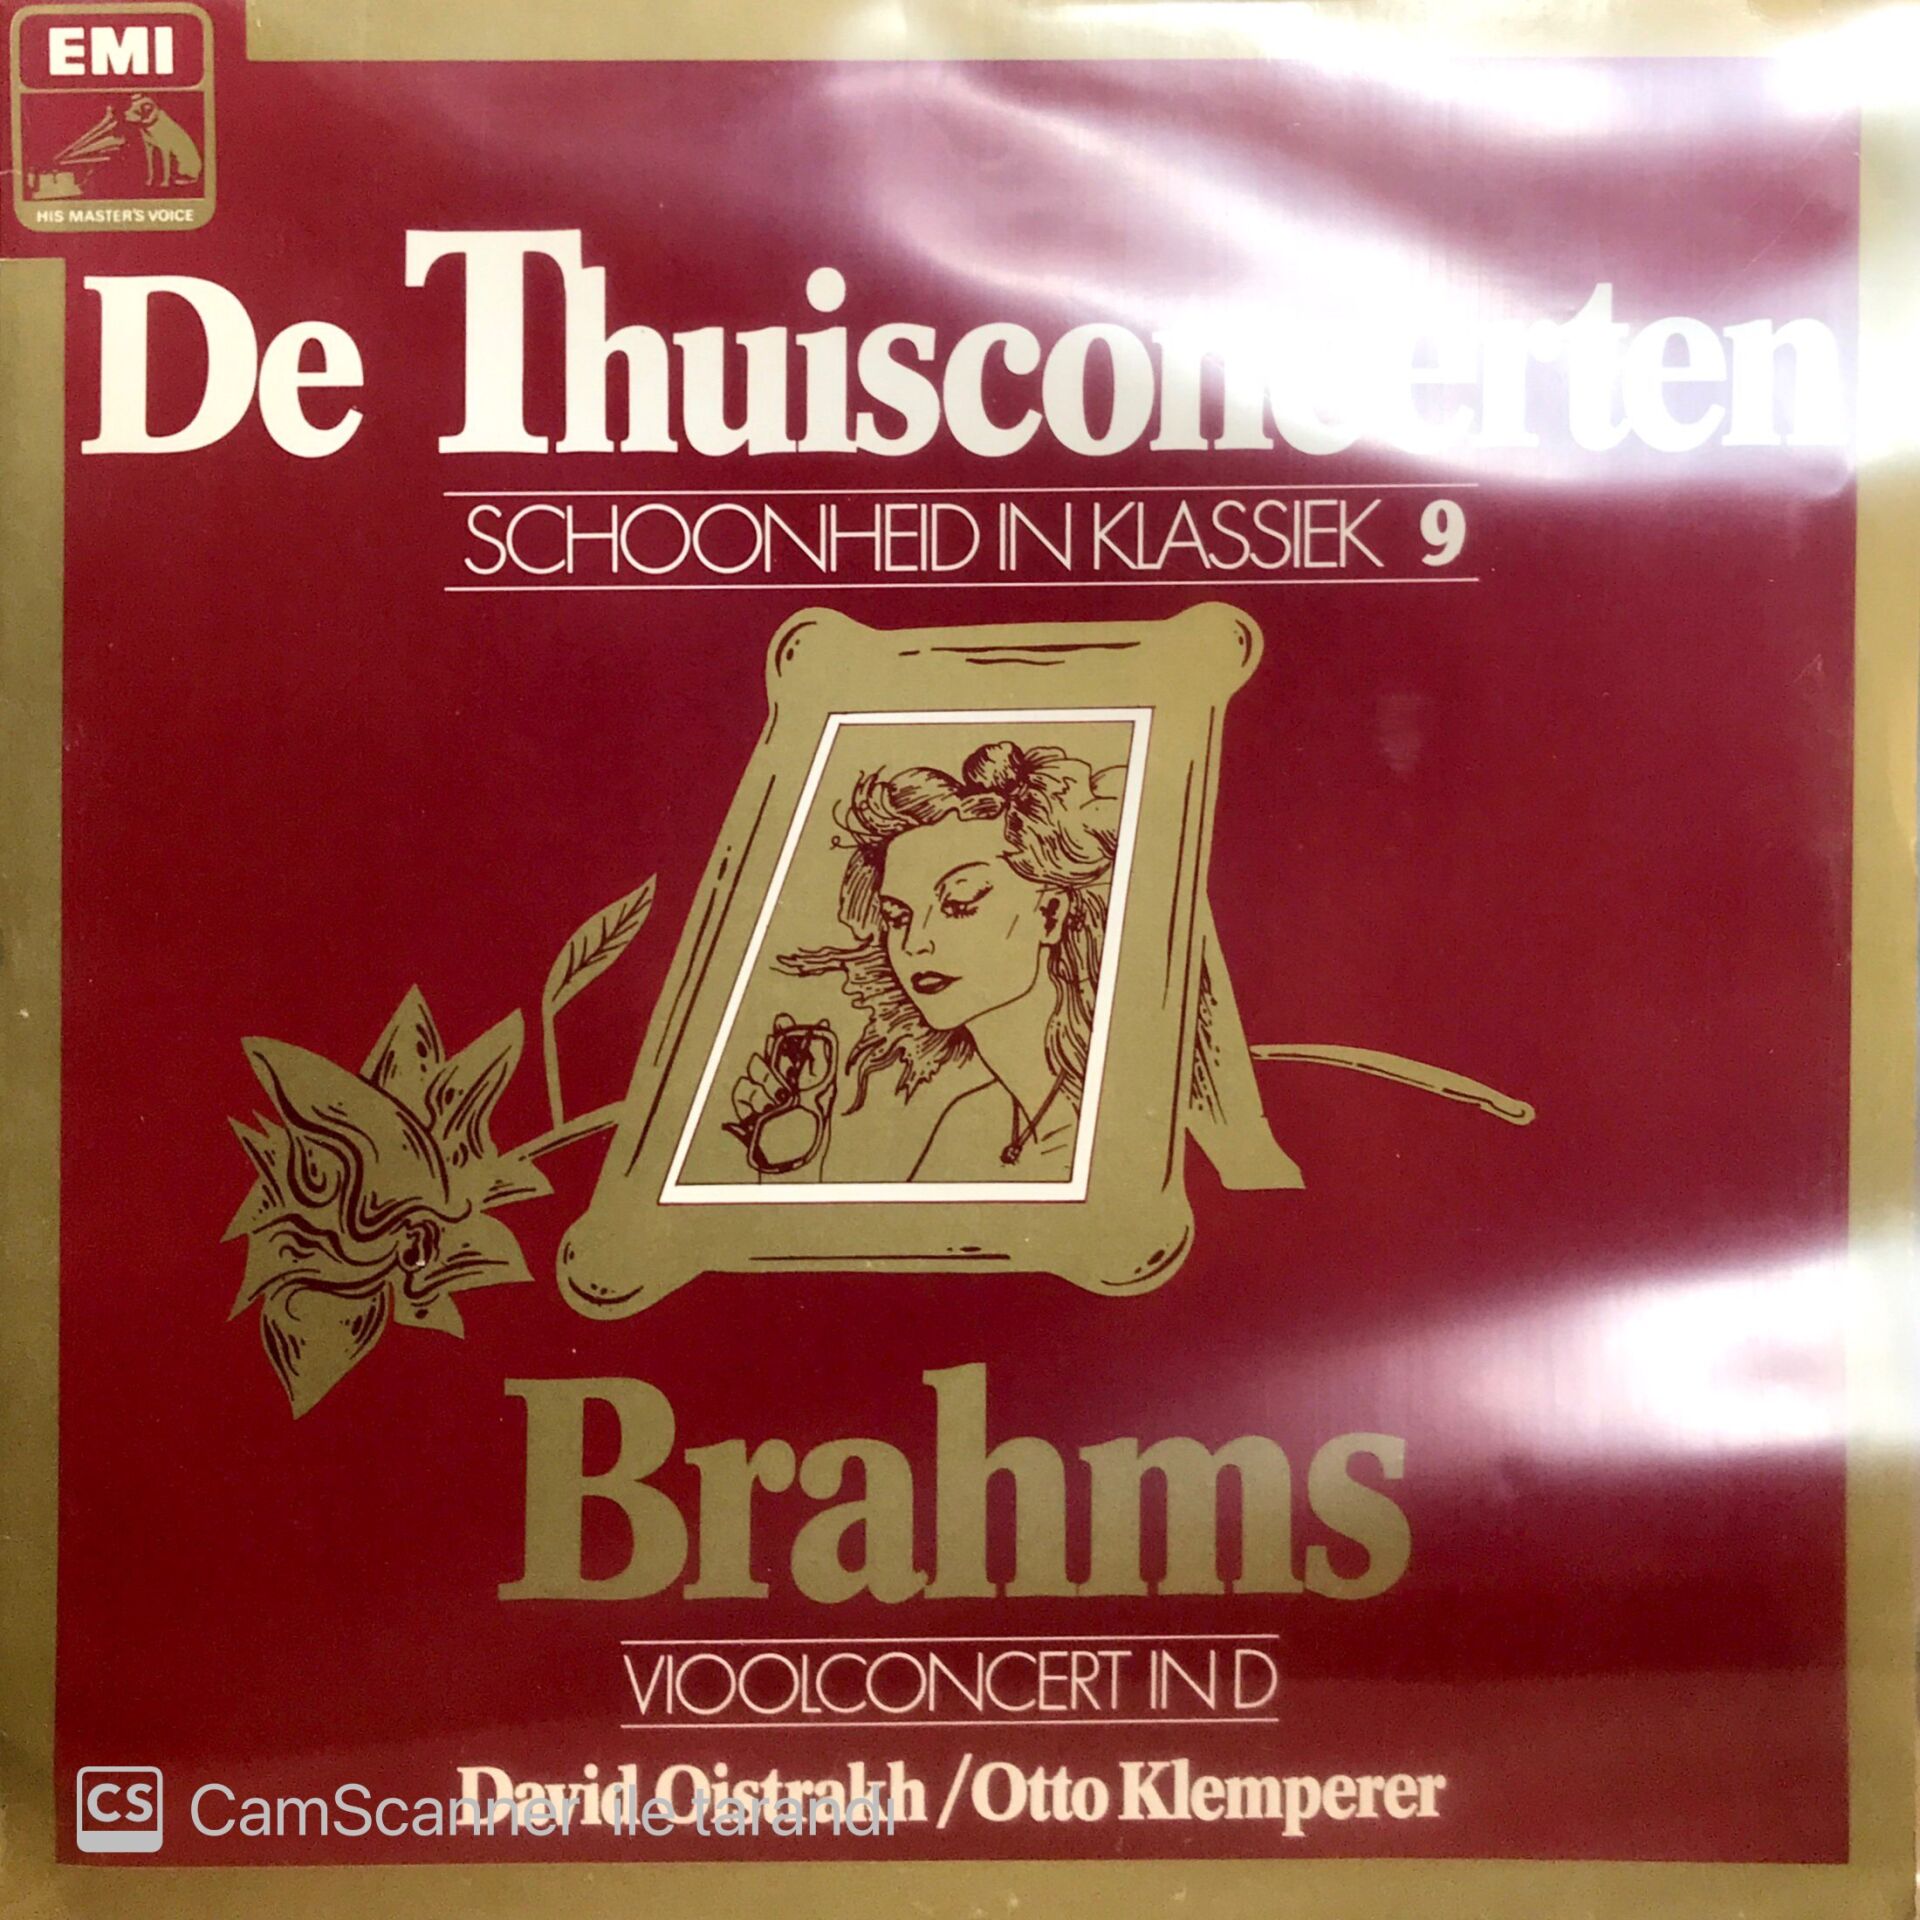 EMI
HIS MASTER'S VOICE
De Thuisconcerten
SCHOONHEID IN KLASSIEK 9
Brahms
VIOOLCONCERT IN D
David Oistrakh / Otto Klemperer
CS CamScanner ile tarandı